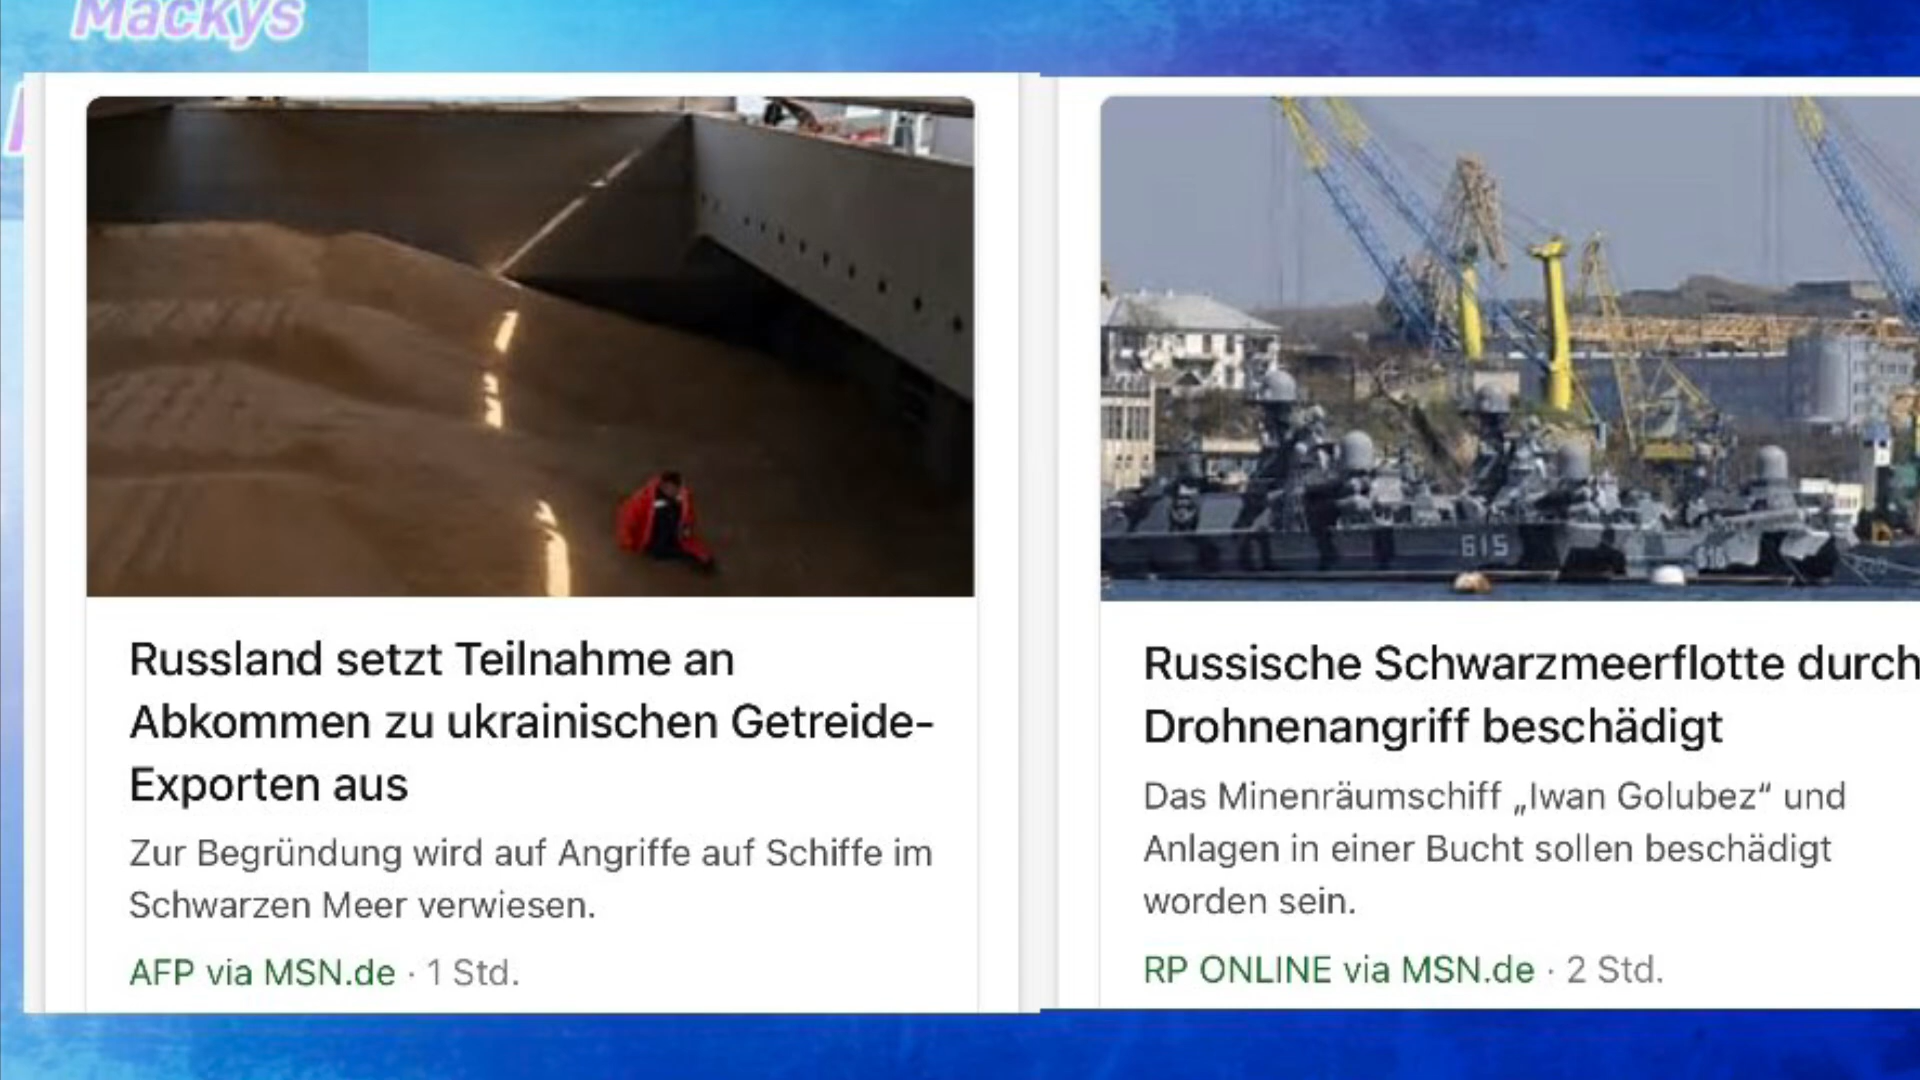 Mackys
Russland setzt Teilnahme an
Abkommen zu ukrainischen Getreide-
Exporten aus
Zur Begründung wird auf Angriffe auf Schiffe im
Schwarzen Meer verwiesen.
AFP via MSN.de · 1 Std.
615
616
Russische Schwarzmeerflotte durch
Drohnenangriff beschädigt
Das Minenräumschiff „Iwan Golubez“ und
Anlagen in einer Bucht sollen beschädigt
worden sein.
RP ONLINE via MSN.de · 2 Std.